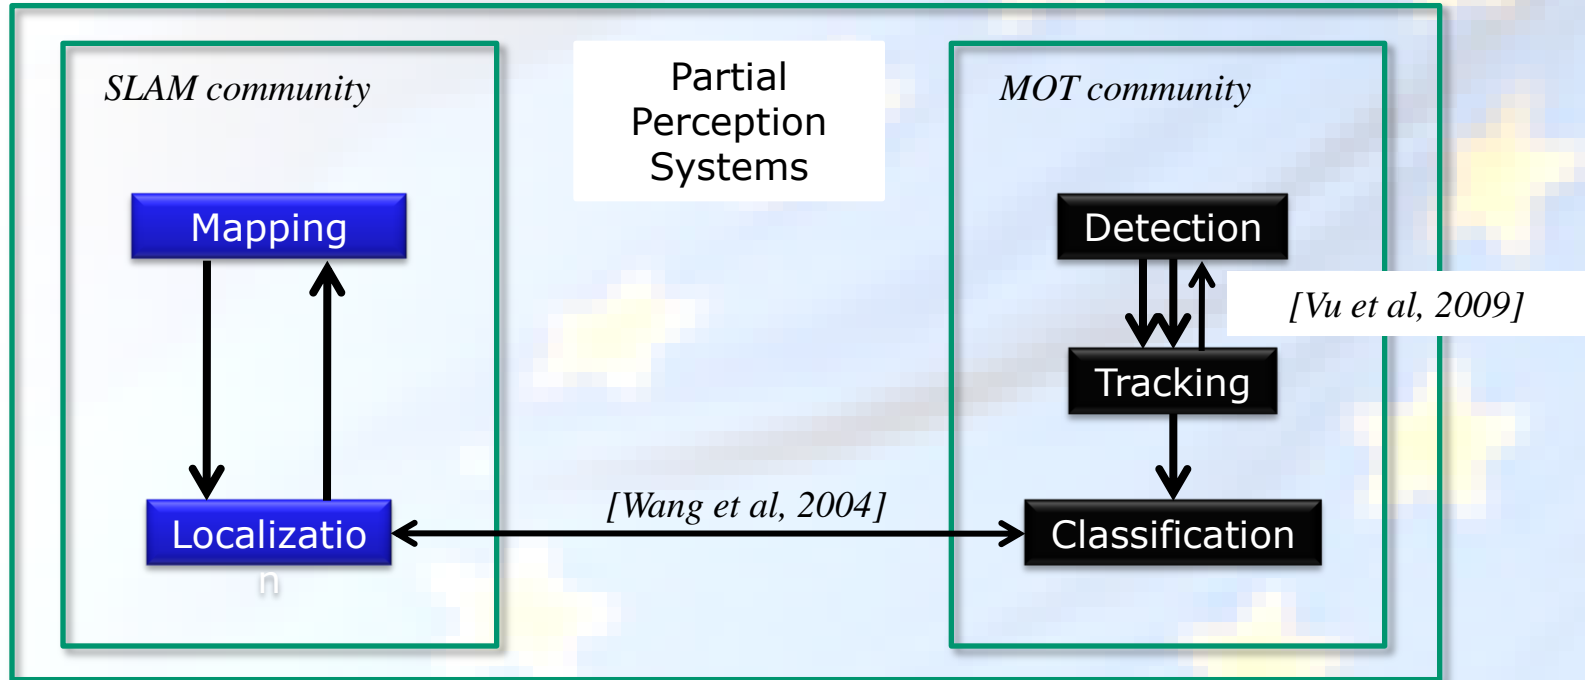 SLAM community
Mapping
Localizatio
n
Partial
Perception
Systems
[Wang et al, 2004]
MOT community
Detection
[Vu et al, 2009]
Tracking
Classification